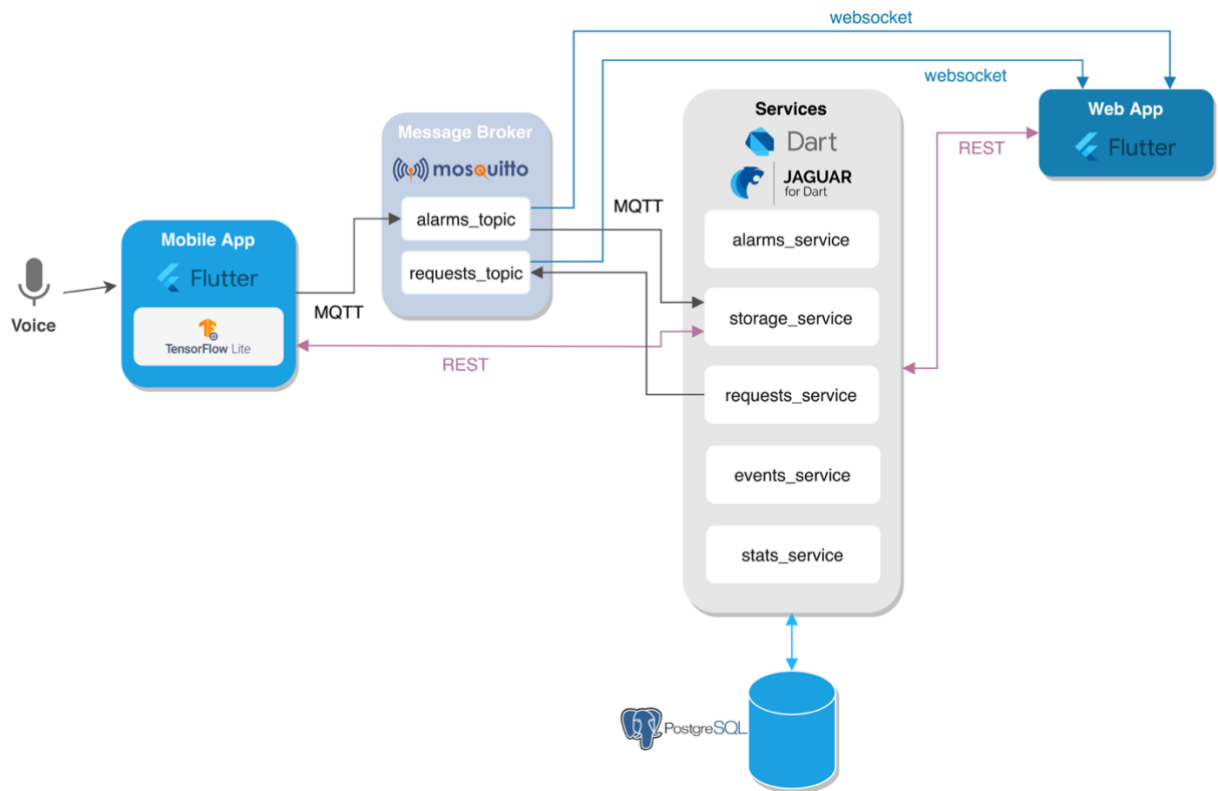 websocket
websocket
Services
Dart
JAGUAR
for Dart
Web App
Flutter
REST
Message Broker
mosquitto
alarms_topic
requests_topic
MQTT
Mobile App
Flutter
TensorFlow Lite
Voice
MQTT
REST
alarms_service
storage_service
requests_service
events_service
stats_service
PostgreSQL